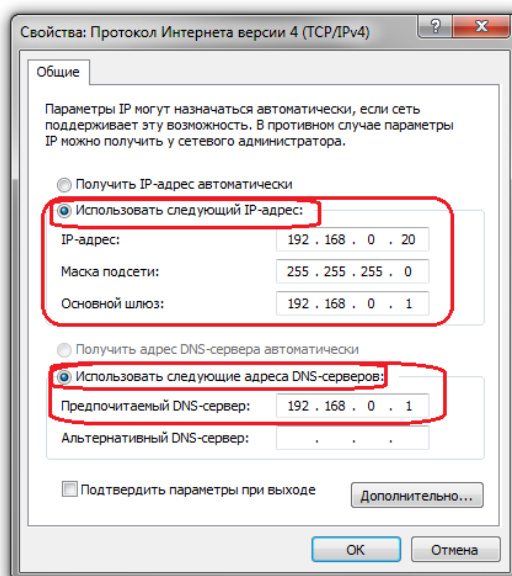 Свойства: Протокол Интернета версии 4 (TCP/IPv4)
Общие
Параметры IP могут назначаться автоматически, если сеть
поддерживает эту возможность. В противном случае параметры
IP можно получить у сетевого администратора.
Получить IP-адрес автоматически
Использовать следующий IP-адрес:
IP-адрес: 192 . 168 . 0 . 20
Маска подсети: 255 . 255 . 255 . 0
Основной шлюз: 192 . 168 . 0 . 1
Получить адрес DNS-сервера автоматически
Использовать следующие адреса DNS-серверов:
Предпочитаемый DNS-сервер: 192 . 168 . 0 . 1
Альтернативный DNS-сервер: . . .
Подтвердить параметры при выходе
Дополнительно...
ОК Отмена